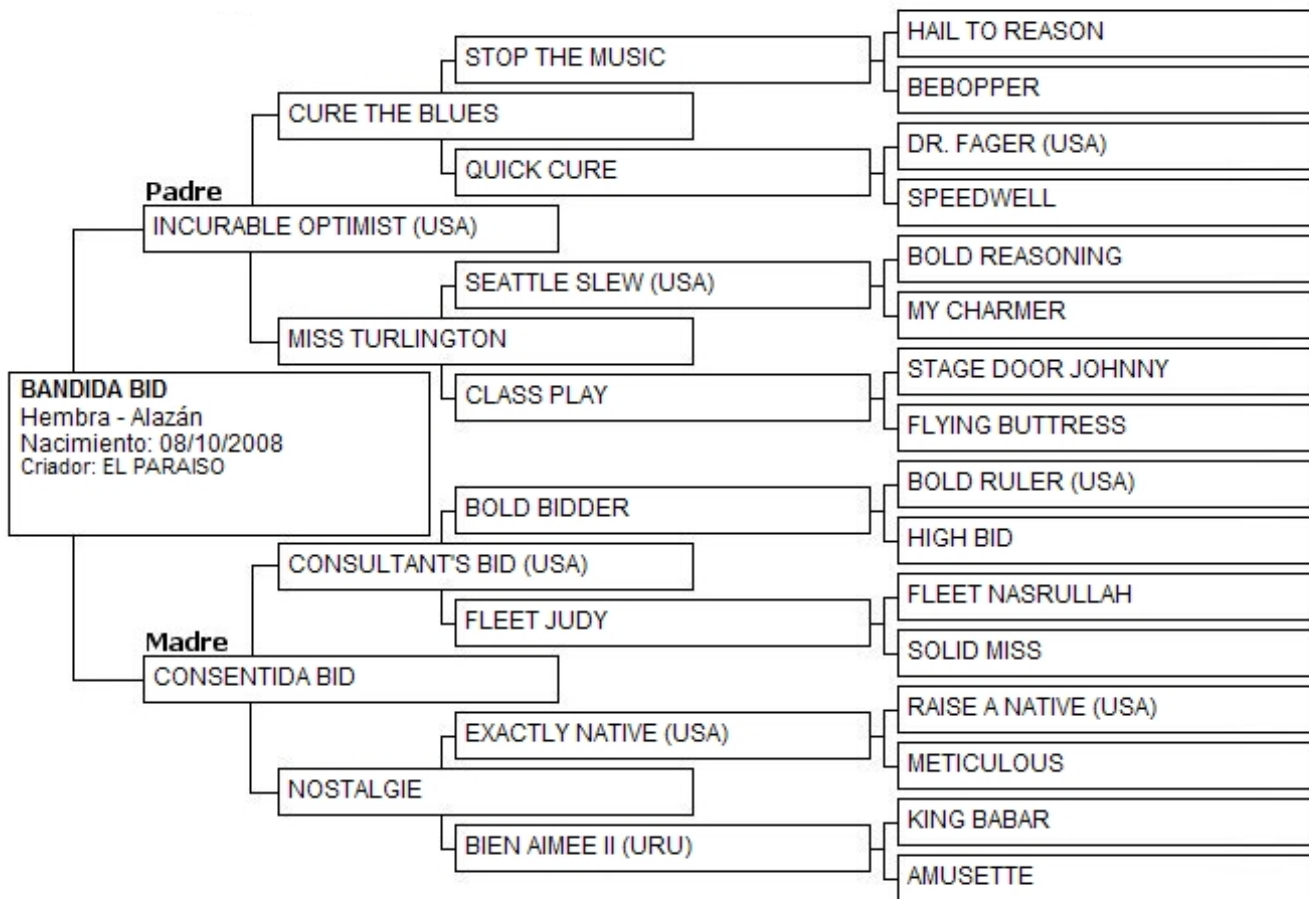 HAIL TO REASON
STOP THE MUSIC
BEBOPPER
CURE THE BLUES
DR. FAGER (USA)
QUICK CURE
SPEEDWELL
Padre
INCURABLE OPTIMIST (USA)
BOLD REASONING
SEATTLE SLEW (USA)
MY CHARMER
MISS TURLINGTON
STAGE DOOR JOHNNY
CLASS PLAY
FLYING BUTTRESS
BANDIDA BID
Hembra - Alazán
Nacimiento: 08/10/2008
Criador: EL PARAISO
BOLD RULER (USA)
BOLD BIDDER
HIGH BID
CONSULTANT'S BID (USA)
FLEET NASRULLAH
FLEET JUDY
SOLID MISS
Madre
CONSENTIDA BID
RAISE A NATIVE (USA)
EXACTLY NATIVE (USA)
METICULOUS
NOSTALGIE
KING BABAR
BIEN AIMEE II (URU)
AMUSETTE